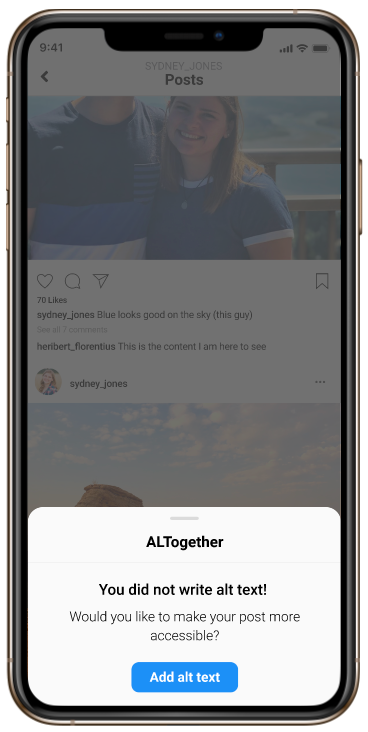 9:41
SYDNEY_JONES
Posts
70 Likes
sydney_jones Blue looks good on the sky (this guy)
See all 7 comments
heribert_florentius This is the content I am here to see
sydney_jones
ALTogether
You did not write alt text!
Would you like to make your post more
accessible?
Add alt text